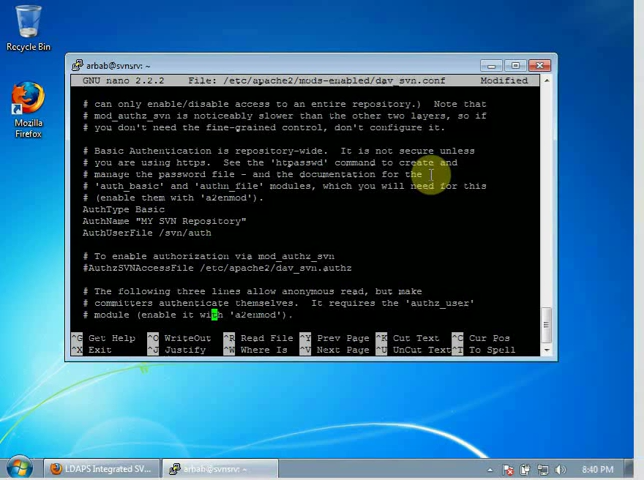 Recycle Bin
Mozilla
Firefox
arbab@svnsrv: ~
GNU nano 2.2.2 File: /etc/apache2/mods-enabled/dav_svn.conf Modified
# can only enable/disable access to an entire repository.) Note that
# mod_authz_svn is noticeably slower than the other two layers, so if
# you don't need the fine-grained control, don't configure it.
# Basic Authentication is repository-wide. It is not secure unless
# you are using https. See the 'htpasswd' command to create and
# manage the password file - and the documentation for the
# 'auth_basic' and 'authn_file' modules, which you will need for this
# (enable them with 'a2enmod').
AuthType Basic
AuthName "MY SVN Repository"
AuthUserFile /svn/auth
# To enable authorization via mod_authz_svn
#AuthzSVNAccessFile /etc/apache2/dav_svn.authz
# The following three lines allow anonymous read, but make
# committers authenticate themselves. It requires the 'authz_user'
# module (enable it with 'a2enmod').
^G Get Help ^O WriteOut ^R Read File ^Y Prev Page ^K Cut Text ^C Cur Pos
^X Exit ^J Justify ^W Where Is ^V Next Page ^U UnCut Text ^T To Spell
LDAPS Integrated SV... arbab@svnsrv: ~ 8:40 PM